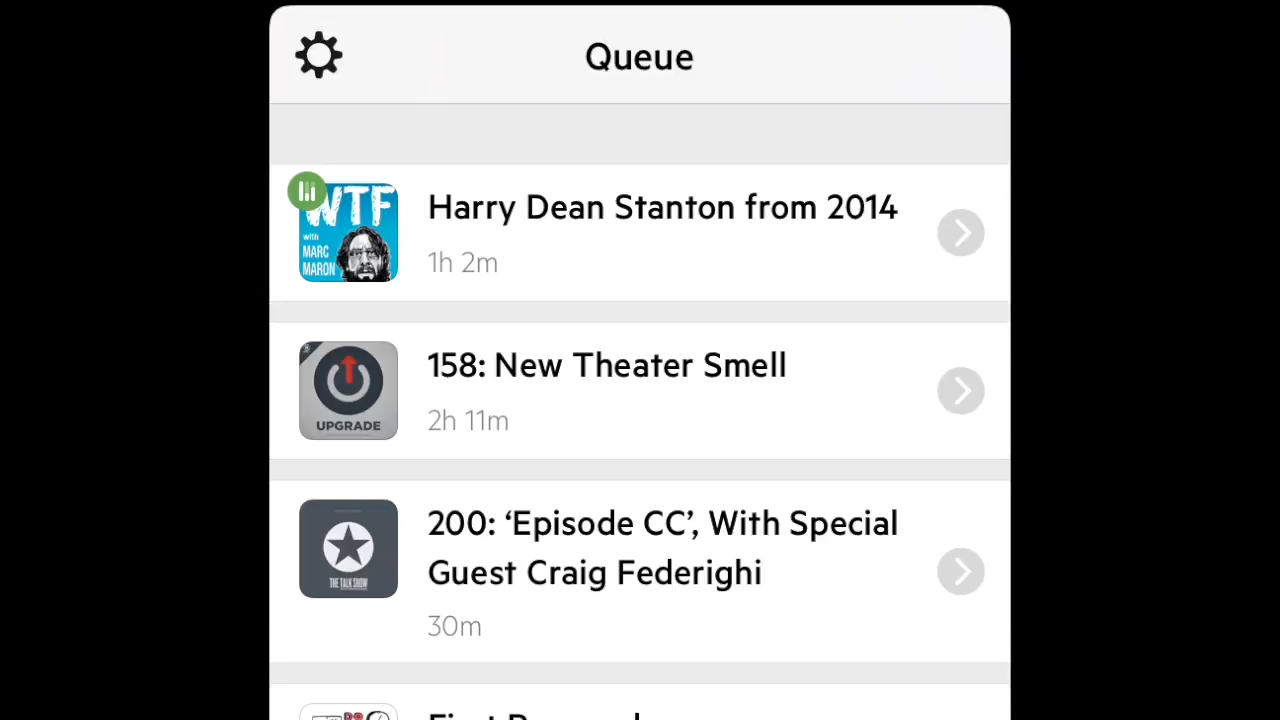 Queue
WTF
with
MARC
MARON
Harry Dean Stanton from 2014
1h 2m
UPGRADE
158: New Theater Smell
2h 11m
THE TALK SHOW
200: ‘Episode CC’, With Special
Guest Craig Federighi
30m